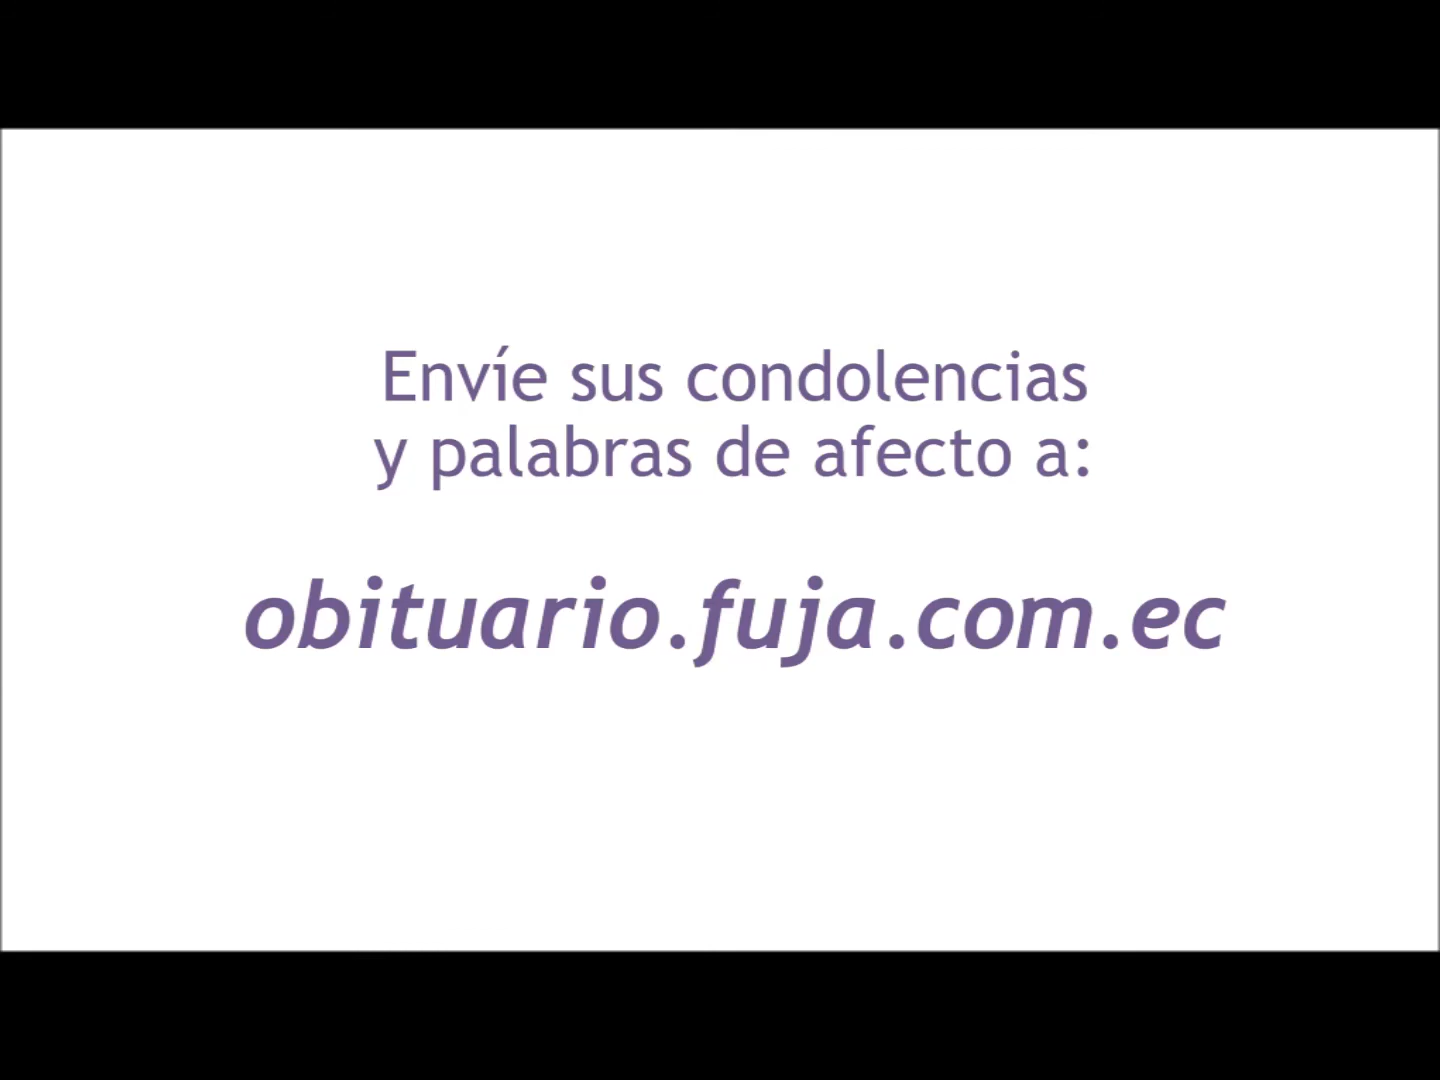 Envíe sus condolencias
y palabras de afecto a:
obituario.fuja.com.ec